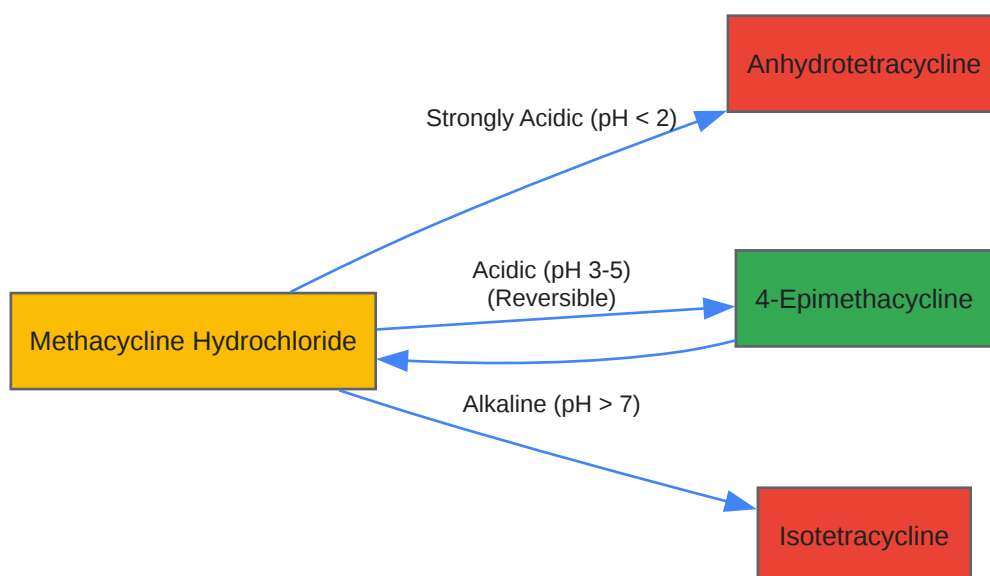 Anhydrotetracycline
Strongly Acidic (pH < 2)
Acidic (pH 3-5)
(Reversible)
4-Epimethacycline
Methacycline Hydrochloride
Alkaline (pH > 7)
Isotetracycline